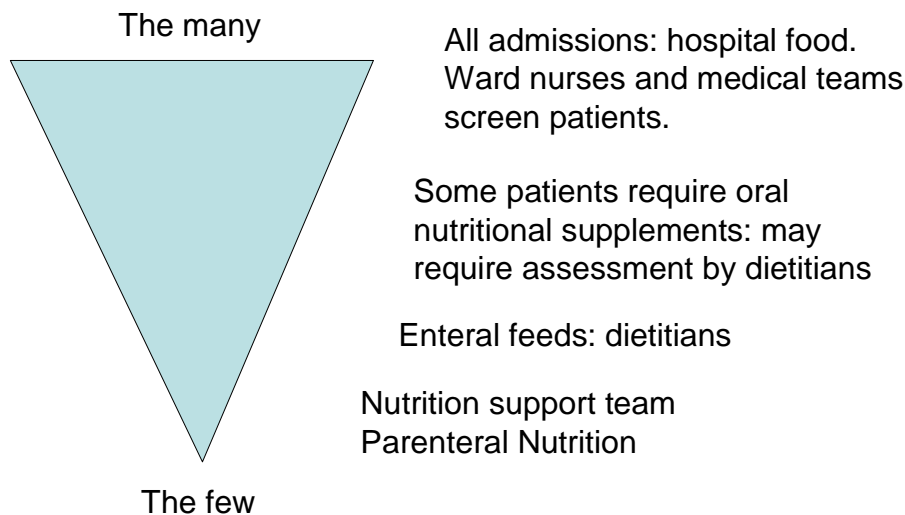 The many
All admissions: hospital food.
Ward nurses and medical teams
screen patients.
Some patients require oral
nutritional supplements: may
require assessment by dietitians
Enteral feeds: dietitians
Nutrition support team
Parenteral Nutrition
The few